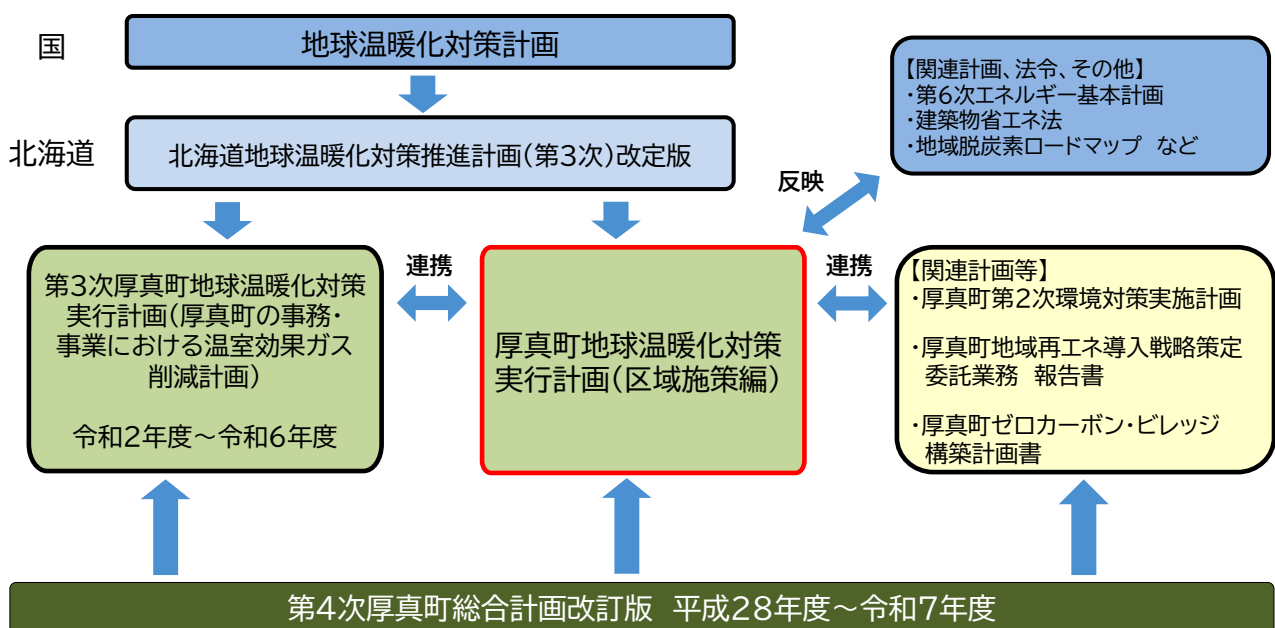 国
地球温暖化対策計画
北海道
北海道地球温暖化対策推進計画(第3次)改定版
【関連計画、法令、その他】
・第6次エネルギー基本計画
・建築物省エネ法
・地域脱炭素ロードマップ など
反映
第3次厚真町地球温暖化対策
実行計画(厚真町の事務・
事業における温室効果ガス
削減計画)
令和2年度～令和6年度
連携
厚真町地球温暖化対策
実行計画(区域施策編)
連携
【関連計画等】
・厚真町第2次環境対策実施計画
・厚真町地域再エネ導入戦略策定
委託業務 報告書
・厚真町ゼロカーボン・ビレッジ
構築計画書
第4次厚真町総合計画改訂版 平成28年度～令和7年度